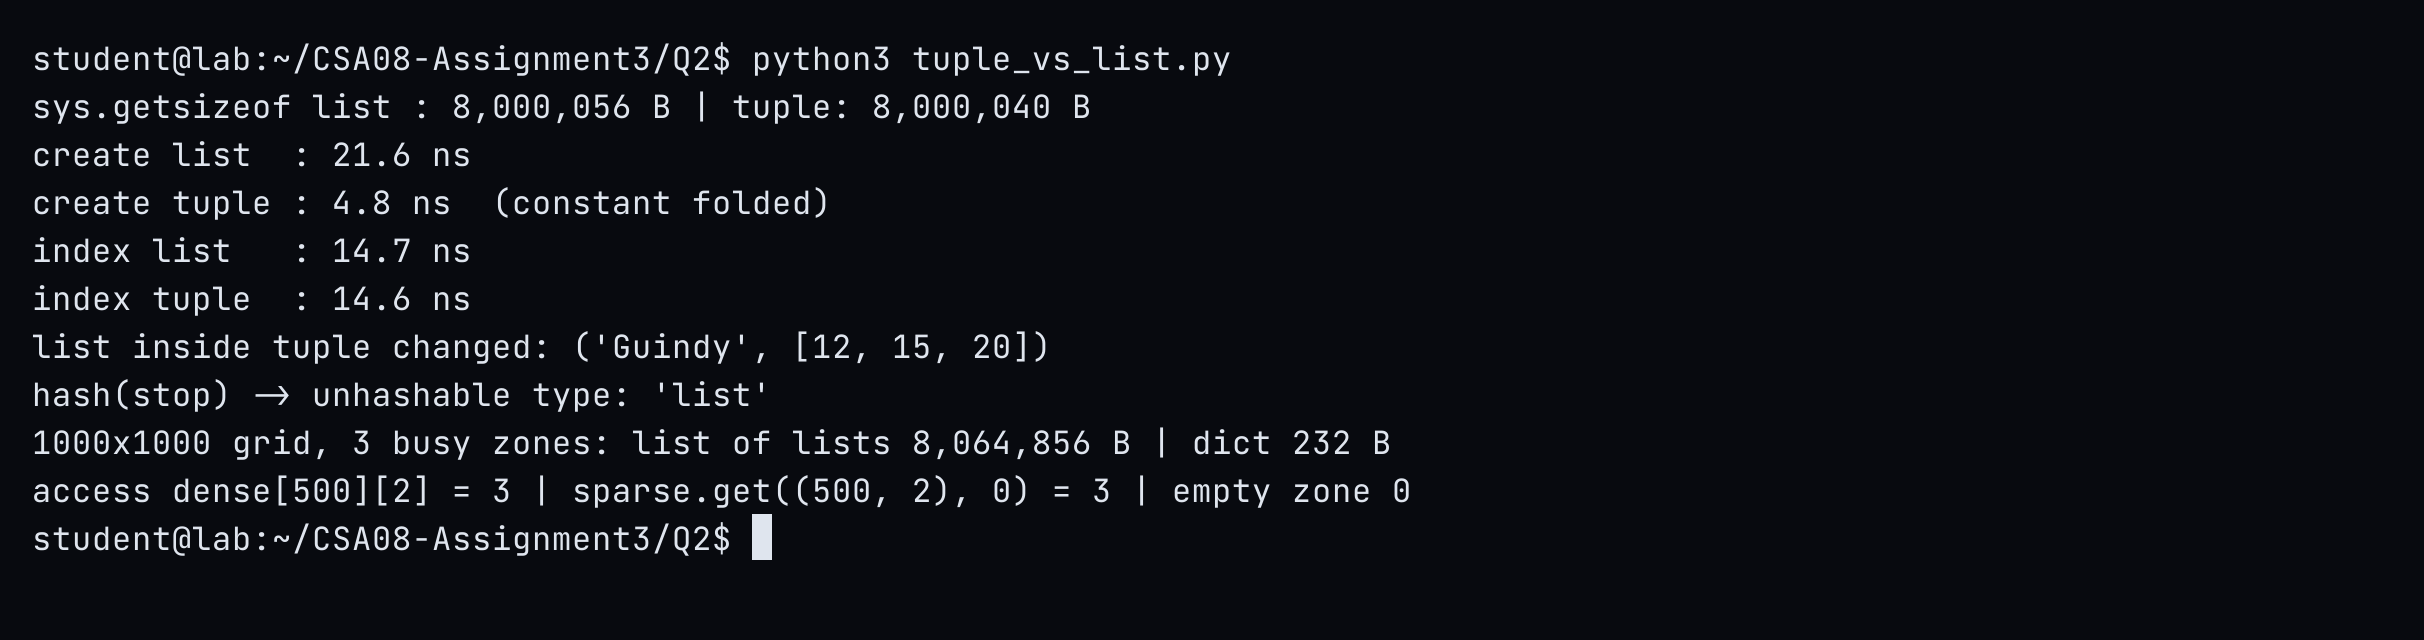 student@lab:~/CSA08-Assignment3/Q2$ python3 tuple_vs_list.py
sys.getsizeof list : 8,000,056 B | tuple: 8,000,040 B
create list  : 21.6 ns
create tuple : 4.8 ns  (constant folded)
index list   : 14.7 ns
index tuple  : 14.6 ns
list inside tuple changed: ('Guindy', [12, 15, 20])
hash(stop) -> unhashable type: 'list'
1000x1000 grid, 3 busy zones: list of lists 8,064,856 B | dict 232 B
access dense[500][2] = 3 | sparse.get((500, 2), 0) = 3 | empty zone 0
student@lab:~/CSA08-Assignment3/Q2$